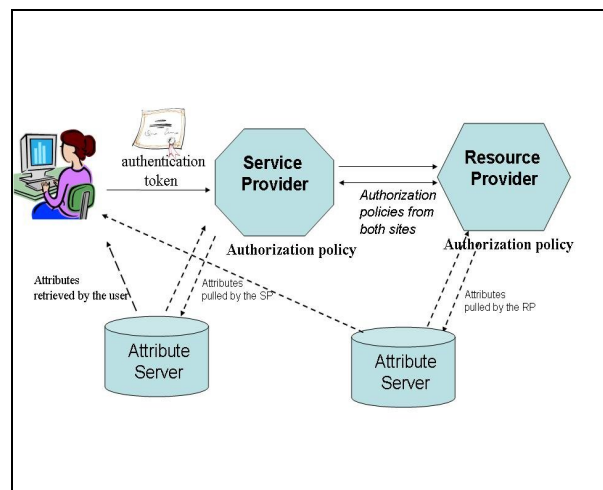 authentication
token
Service
Provider
Resource
Provider
Authorization
policies from
both sites
Authorization policy
Authorization policy
Attributes
retrieved by the user
Attributes
pulled by the SP
Attributes
pulled by the RP
Attribute
Server
Attribute
Server